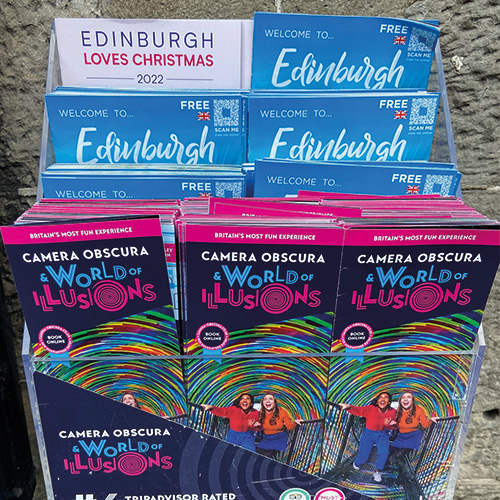 EDINBURGH
LOVES CHRISTMAS
2022
FREE
WELCOME TO...
Edinburgh
WELCOME TO...
FREE
SCAN ME
Edinburgh
WELCOME TO...
FREE
SCAN ME
Edinburgh
WELCOME TO...
FREE
WELCOME TO...
FREE
BRITAIN'S MOST FUN EXPERIENCE
CAMERA OBSCURA
& WORLD OF
ILLUSIONS
BOOK
ONLINE
BRITAIN'S MOST FUN EXPERIENCE
CAMERA OBSCURA
& WORLD OF
ILLUSIONS
BOOK
ONLINE
BRITAIN'S MOST FUN EXPERIENCE
CAMERA OBSCURA
& WORLD OF
ILLUSIONS
BOOK
ONLINE
CAMERA OBSCURA
& WORLD OF
ILLUSIONS
TRIPADVISOR RATED